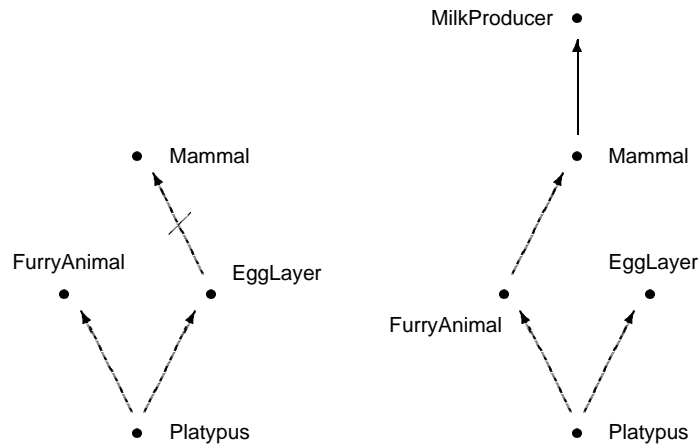 MilkProducer
Mammal
Mammal
FurryAnimal
EggLayer
EggLayer
FurryAnimal
Platypus
Platypus